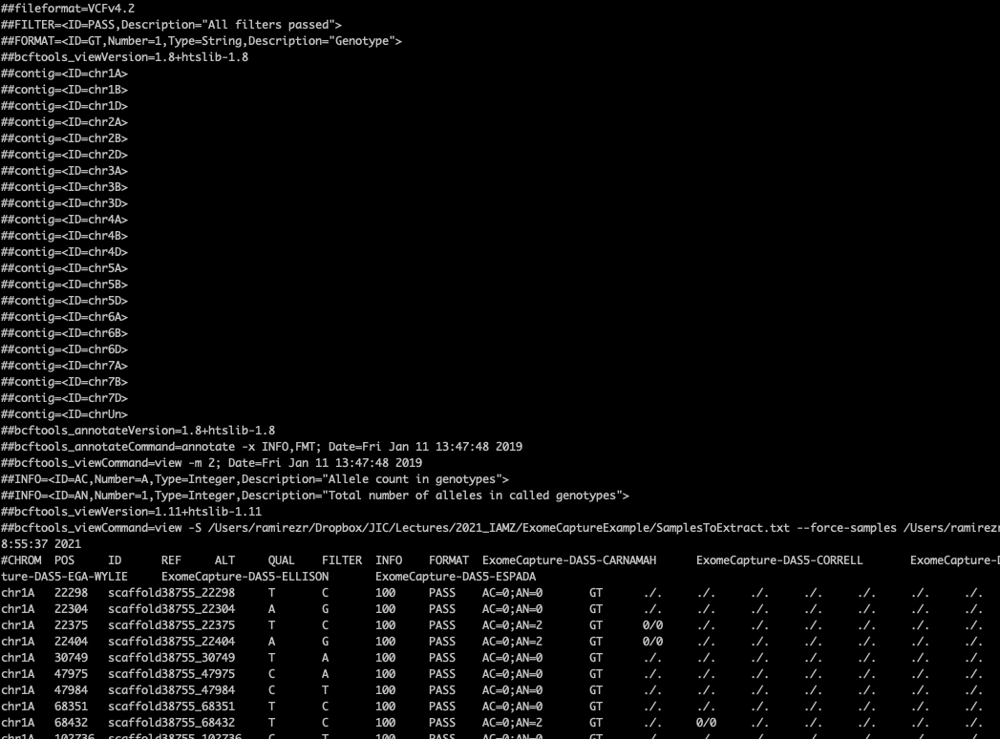 ##fileformat=VCFv4.2
##FILTER=<ID=PASS,Description="All filters passed">
##FORMAT=<ID=GT,Number=1,Type=String,Description="Genotype">
##bcftools_viewVersion=1.8+htslib-1.8
##contig=<ID=chr1A>
##contig=<ID=chr1B>
##contig=<ID=chr1D>
##contig=<ID=chr2A>
##contig=<ID=chr2B>
##contig=<ID=chr2D>
##contig=<ID=chr3A>
##contig=<ID=chr3B>
##contig=<ID=chr3D>
##contig=<ID=chr4A>
##contig=<ID=chr4B>
##contig=<ID=chr4D>
##contig=<ID=chr5A>
##contig=<ID=chr5B>
##contig=<ID=chr5D>
##contig=<ID=chr6A>
##contig=<ID=chr6B>
##contig=<ID=chr6D>
##contig=<ID=chr7A>
##contig=<ID=chr7B>
##contig=<ID=chr7D>
##contig=<ID=chrUn>
##bcftools_annotateVersion=1.8+htslib-1.8
##bcftools_annotateCommand=annotate -x INFO,FMT; Date=Fri Jan 11 13:47:48 2019
##bcftools_viewCommand=view -m 2; Date=Fri Jan 11 13:47:48 2019
##INFO=<ID=AC,Number=A,Type=Integer,Description="Allele count in genotypes">
##INFO=<ID=AN,Number=1,Type=Integer,Description="Total number of alleles in called genotypes">
##bcftools_viewVersion=1.11+htslib-1.11
##bcftools_viewCommand=view -S /Users/ramirezr/Dropbox/JIC/Lectures/2021_IAMZ/ExomeCaptureExample/SamplesToExtract.txt --force-samples /Users/ramirezr
8:55:37 2021
#CHROM POS ID REF ALT QUAL FILTER INFO FORMAT ExomeCapture-DAS5-CARNAMAH ExomeCapture-DAS5-CORRELL ExomeCapture-D
ture-DAS5-EGA-WYLIE ExomeCapture-DAS5-ELLISON ExomeCapture-DAS5-ESPADA
chr1A 22298 scaffold38755_22298 T C 100 PASS AC=0;AN=0 GT ./. ./. ./. ./. ./. ./. ./.
chr1A 22304 scaffold38755_22304 A G 100 PASS AC=0;AN=0 GT ./. ./. ./. ./. ./. ./. ./.
chr1A 22375 scaffold38755_22375 T C 100 PASS AC=0;AN=2 GT 0/0 ./. ./. ./. ./. ./. ./.
chr1A 22404 scaffold38755_22404 A G 100 PASS AC=0;AN=2 GT 0/0 ./. ./. ./. ./. ./. ./.
chr1A 30749 scaffold38755_30749 T A 100 PASS AC=0;AN=0 GT ./. ./. ./. ./. ./. ./. ./.
chr1A 47975 scaffold38755_47975 C A 100 PASS AC=0;AN=0 GT ./. ./. ./. ./. ./. ./. ./.
chr1A 47984 scaffold38755_47984 C T 100 PASS AC=0;AN=0 GT ./. ./. ./. ./. ./. ./. ./.
chr1A 68351 scaffold38755_68351 T C 100 PASS AC=0;AN=0 GT ./. ./. ./. ./. ./. ./. ./.
chr1A 68432 scaffold38755_68432 T C 100 PASS AC=0;AN=2 GT ./. 0/0 ./. ./. ./. ./. ./.
chr1A 102736 scaffold38755_102736 C T 100 PASS AC=0;AN=0 GT